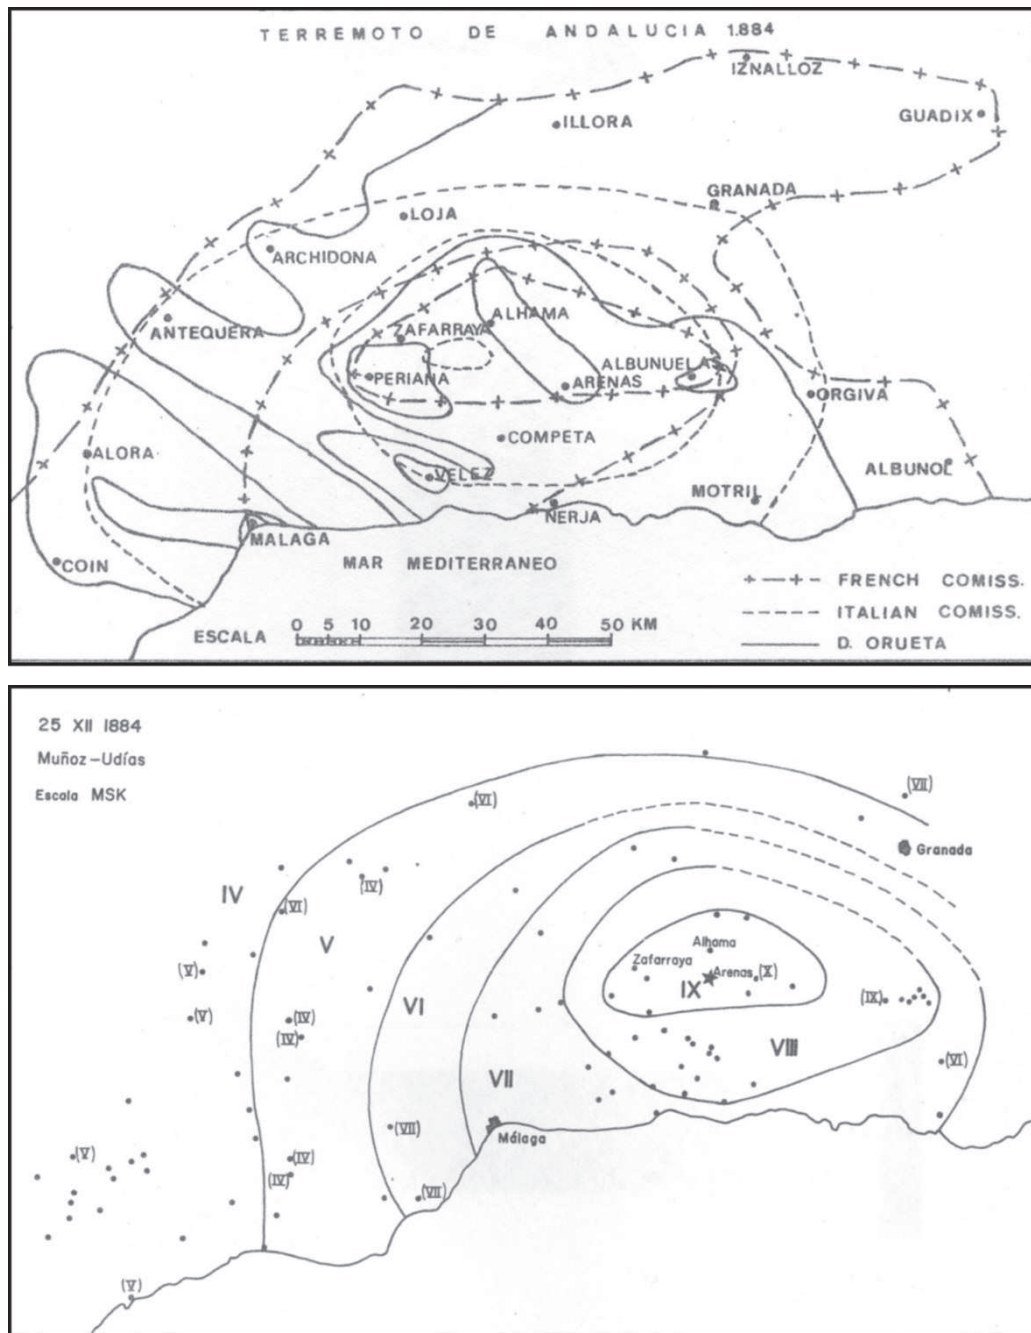 TERREMOTO DE ANDALUCIA 1.884
IZNALLOZ
GUADIX
ILLORA
GRANADA
LOJA
ARCHIDONA
ANTEQUERA
ALHAMA
ZAFARRAYA
PERIANA
ALBUNUELA
ARENAS
ORGIVA
COMPETA
ALORA
VELEZ
ALBUNOL
MOTRIL
NERJA
MALAGA
COIN
MAR MEDITERRANEO
FRENCH COMISS.
ITALIAN COMISS.
D. ORUETA
ESCALA 0 5 10 20 30 50 KM
25 XII 1884
Muñoz-Udías
Escala MSK
(VII)
(VI)
Granada
(IV)
IV
(VI)
V
Alhama
Zafarraya
Arenas (X)
(V)
IX
(IX)
VI
(V)
(IV)
(IV)
VIII
(VI)
VII
(VII)
Málaga
(V)
(IV)
(IV)
(VII)
(V)